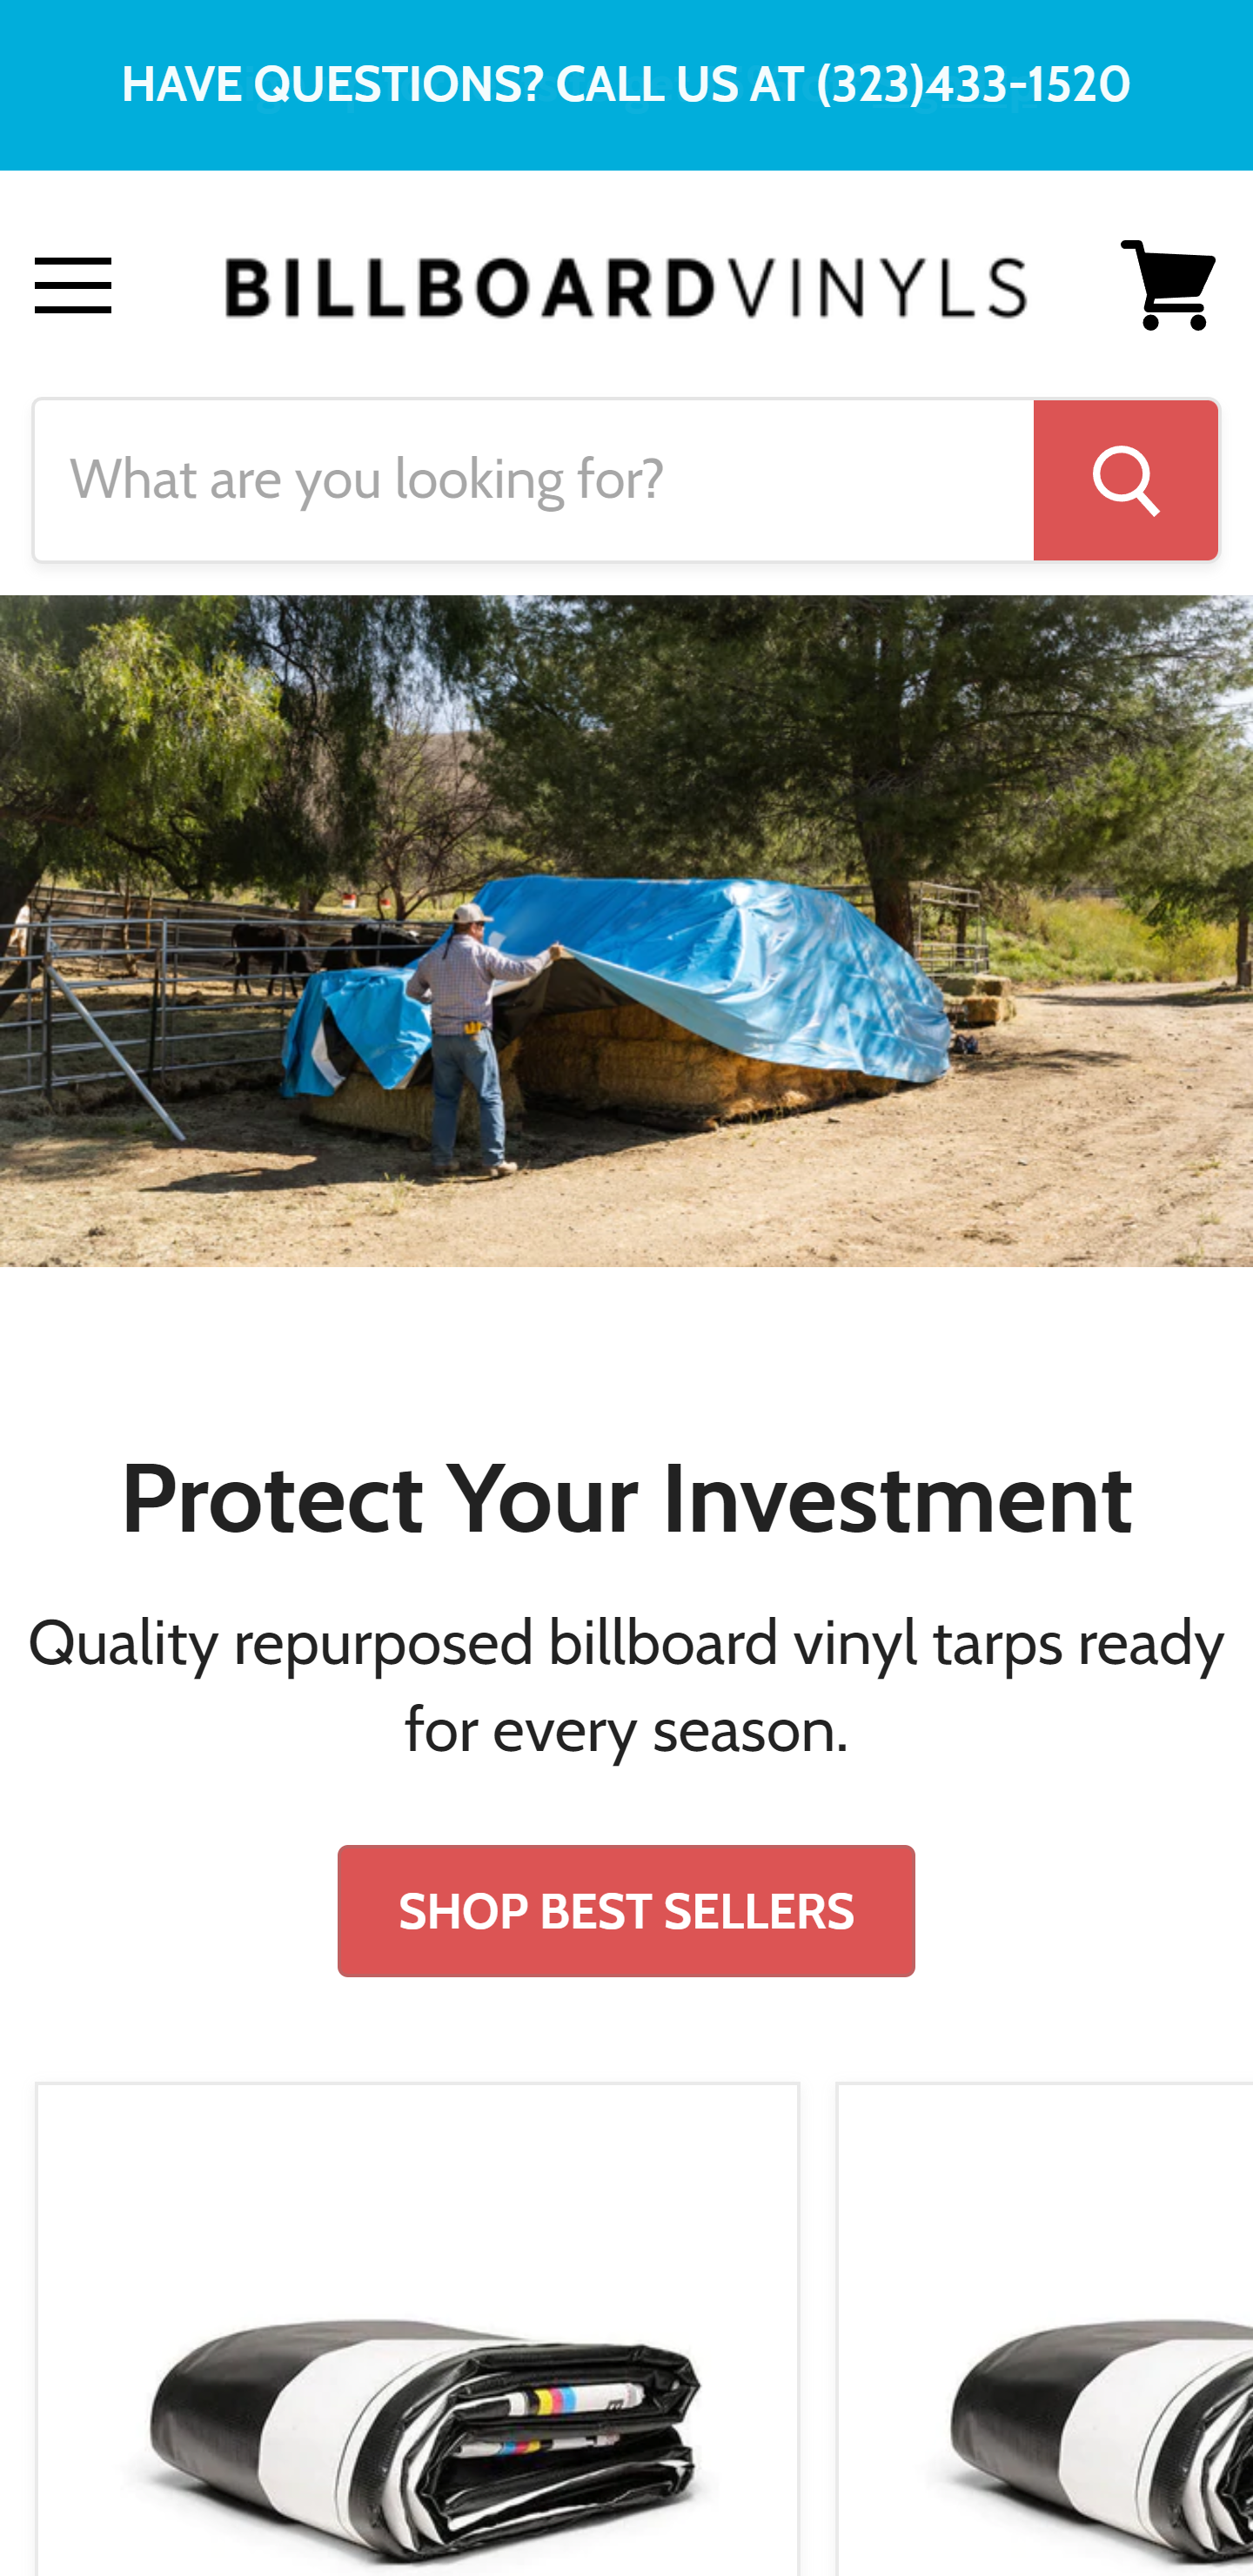 HAVE QUESTIONS? CALL US AT (323)433-1520
BILLBOARDVINYLS
What are you looking for?
Protect Your Investment
Quality repurposed billboard vinyl tarps ready
for every season.
SHOP BEST SELLERS